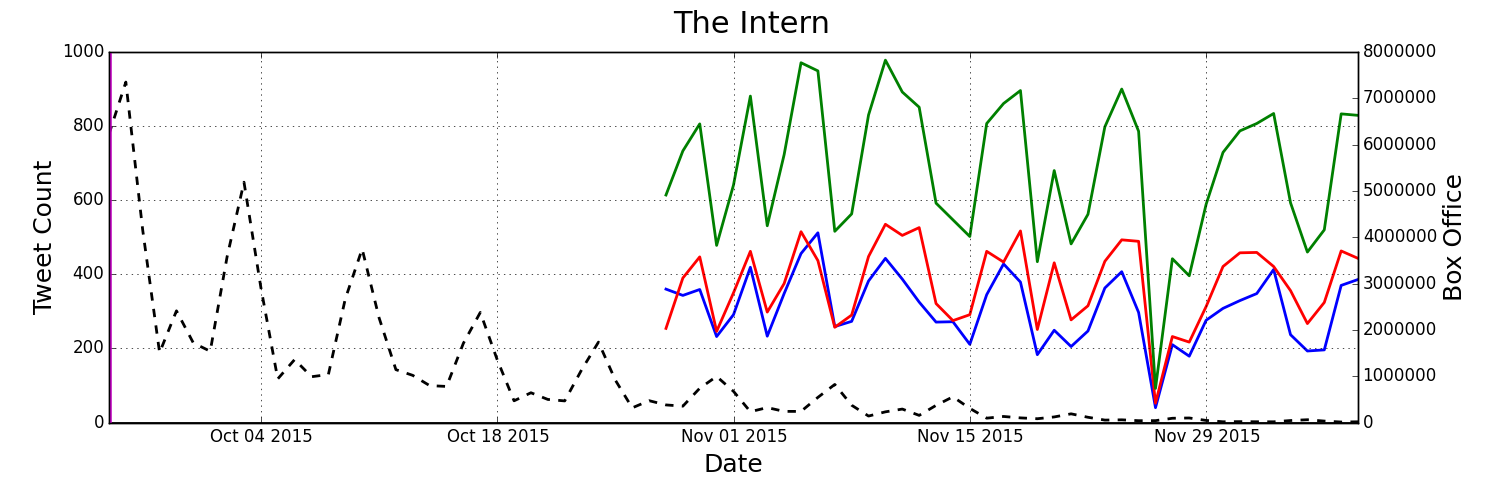 The Intern
1000
800
600
400
200
0
Tweet Count
8000000
7000000
6000000
5000000
4000000
3000000
2000000
1000000
0
Box Office
Oct 04 2015
Oct 18 2015
Nov 01 2015
Nov 15 2015
Nov 29 2015
Date